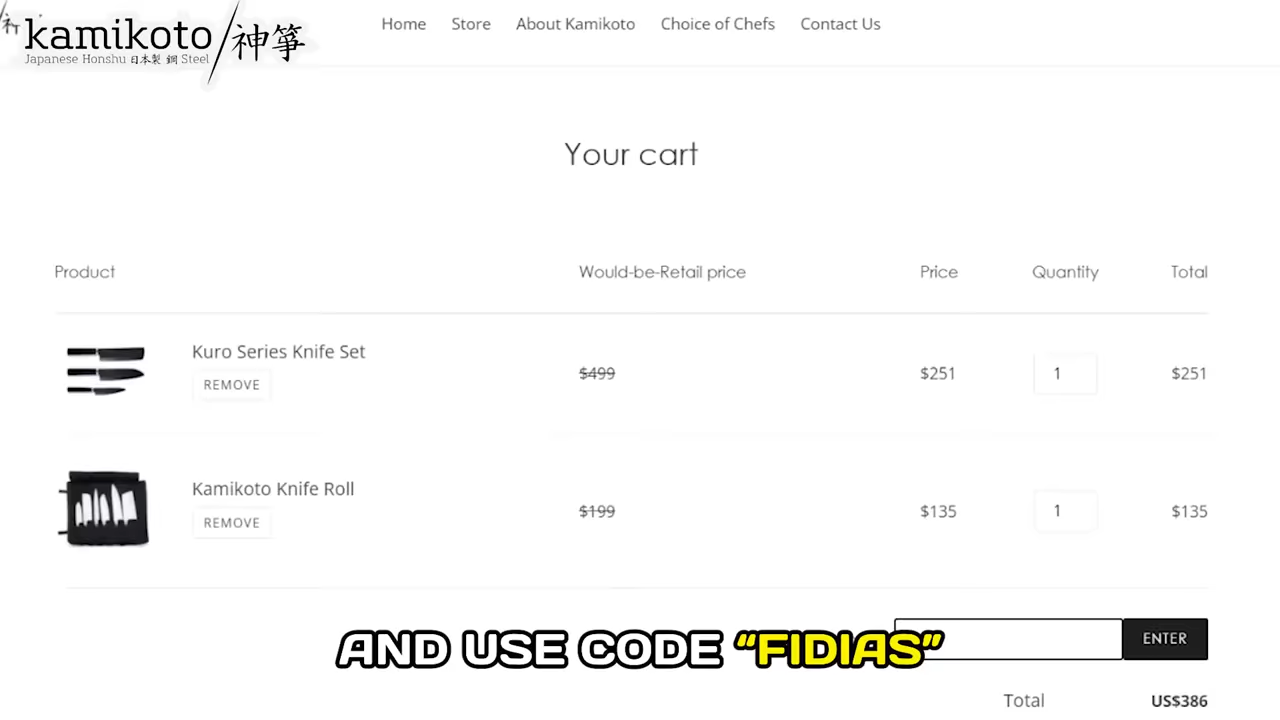 kamikoto/神箏
Japanese Honshu 日本製 鋼 Steel
Home Store About Kamikoto Choice of Chefs Contact Us
Your cart
Product Would-be-Retail price Price Quantity Total
Kuro Series Knife Set
REMOVE
$499 $251 1 $251
Kamikoto Knife Roll
REMOVE
$199 $135 1 $135
AND USE CODE “FIDIAS”
ENTER
Total US$386